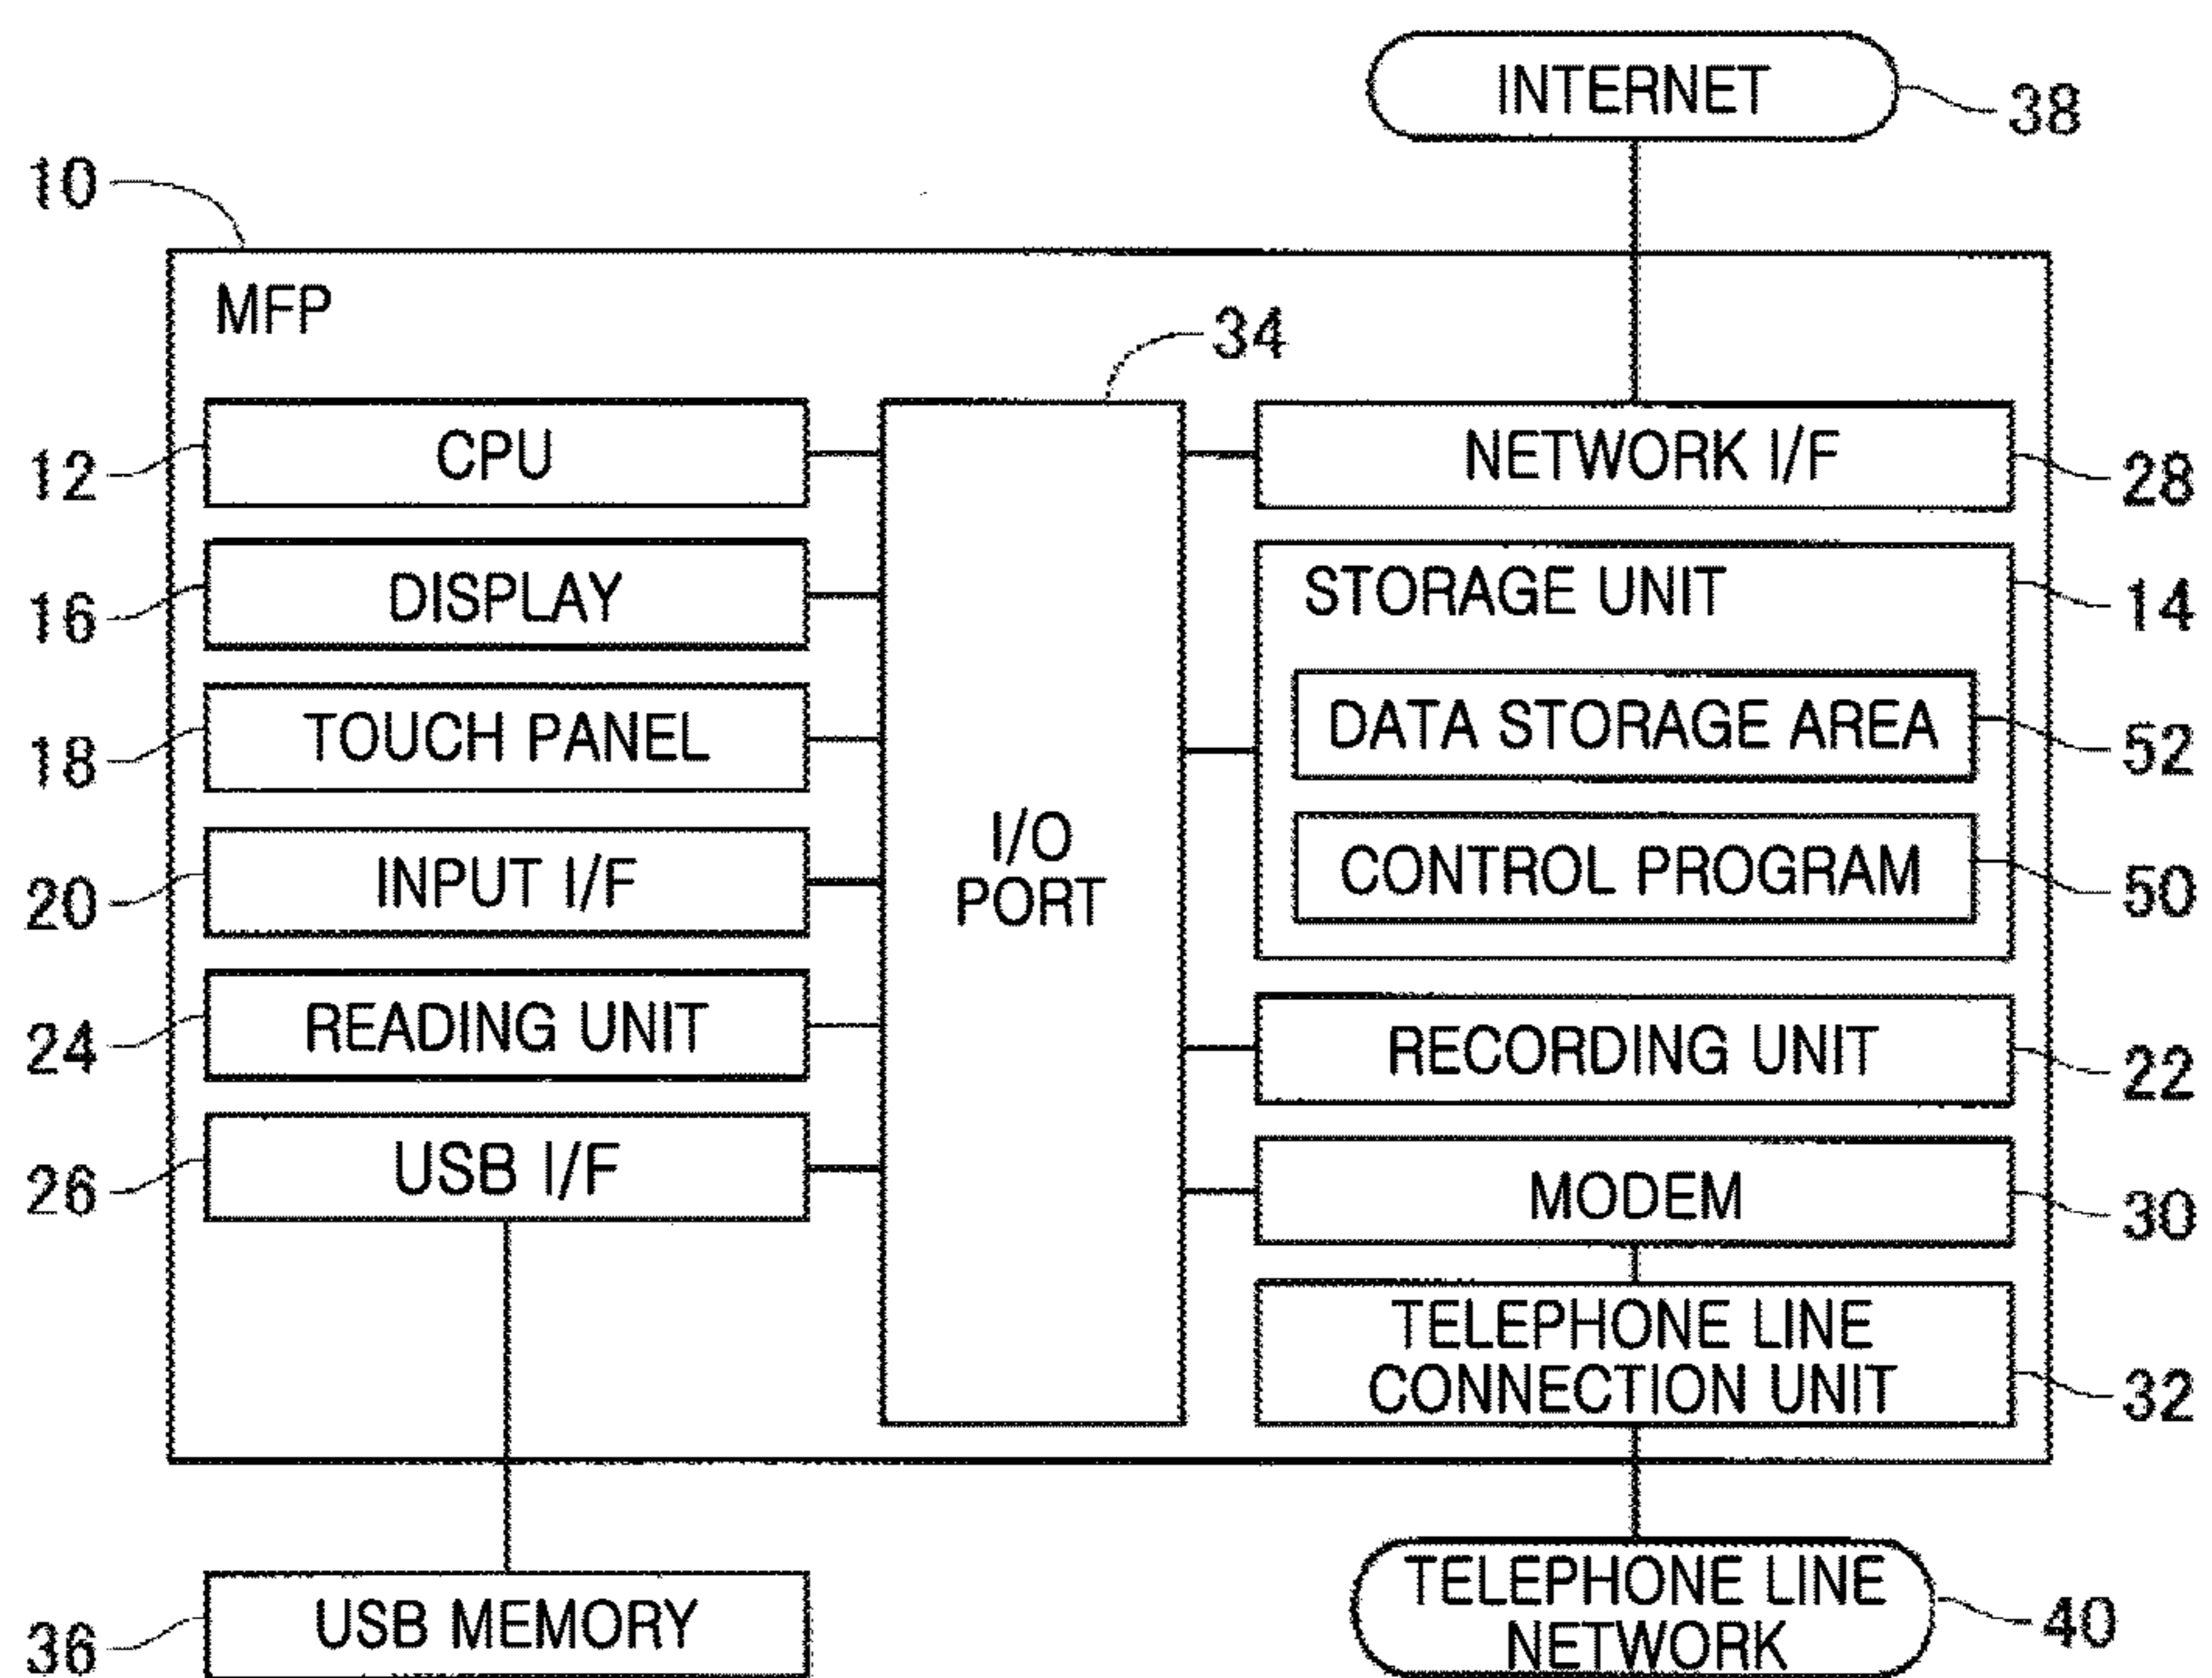 INTERNET
38
10
MFP
34
CPU
12
NETWORK I/F
28
DISPLAY
16
STORAGE UNIT
14
TOUCH PANEL
18
DATA STORAGE AREA
52
INPUT I/F
20
I/O
PORT
CONTROL PROGRAM
50
READING UNIT
24
RECORDING UNIT
22
USB I/F
26
MODEM
30
TELEPHONE LINE
CONNECTION UNIT
32
USB MEMORY
36
TELEPHONE LINE
NETWORK
40